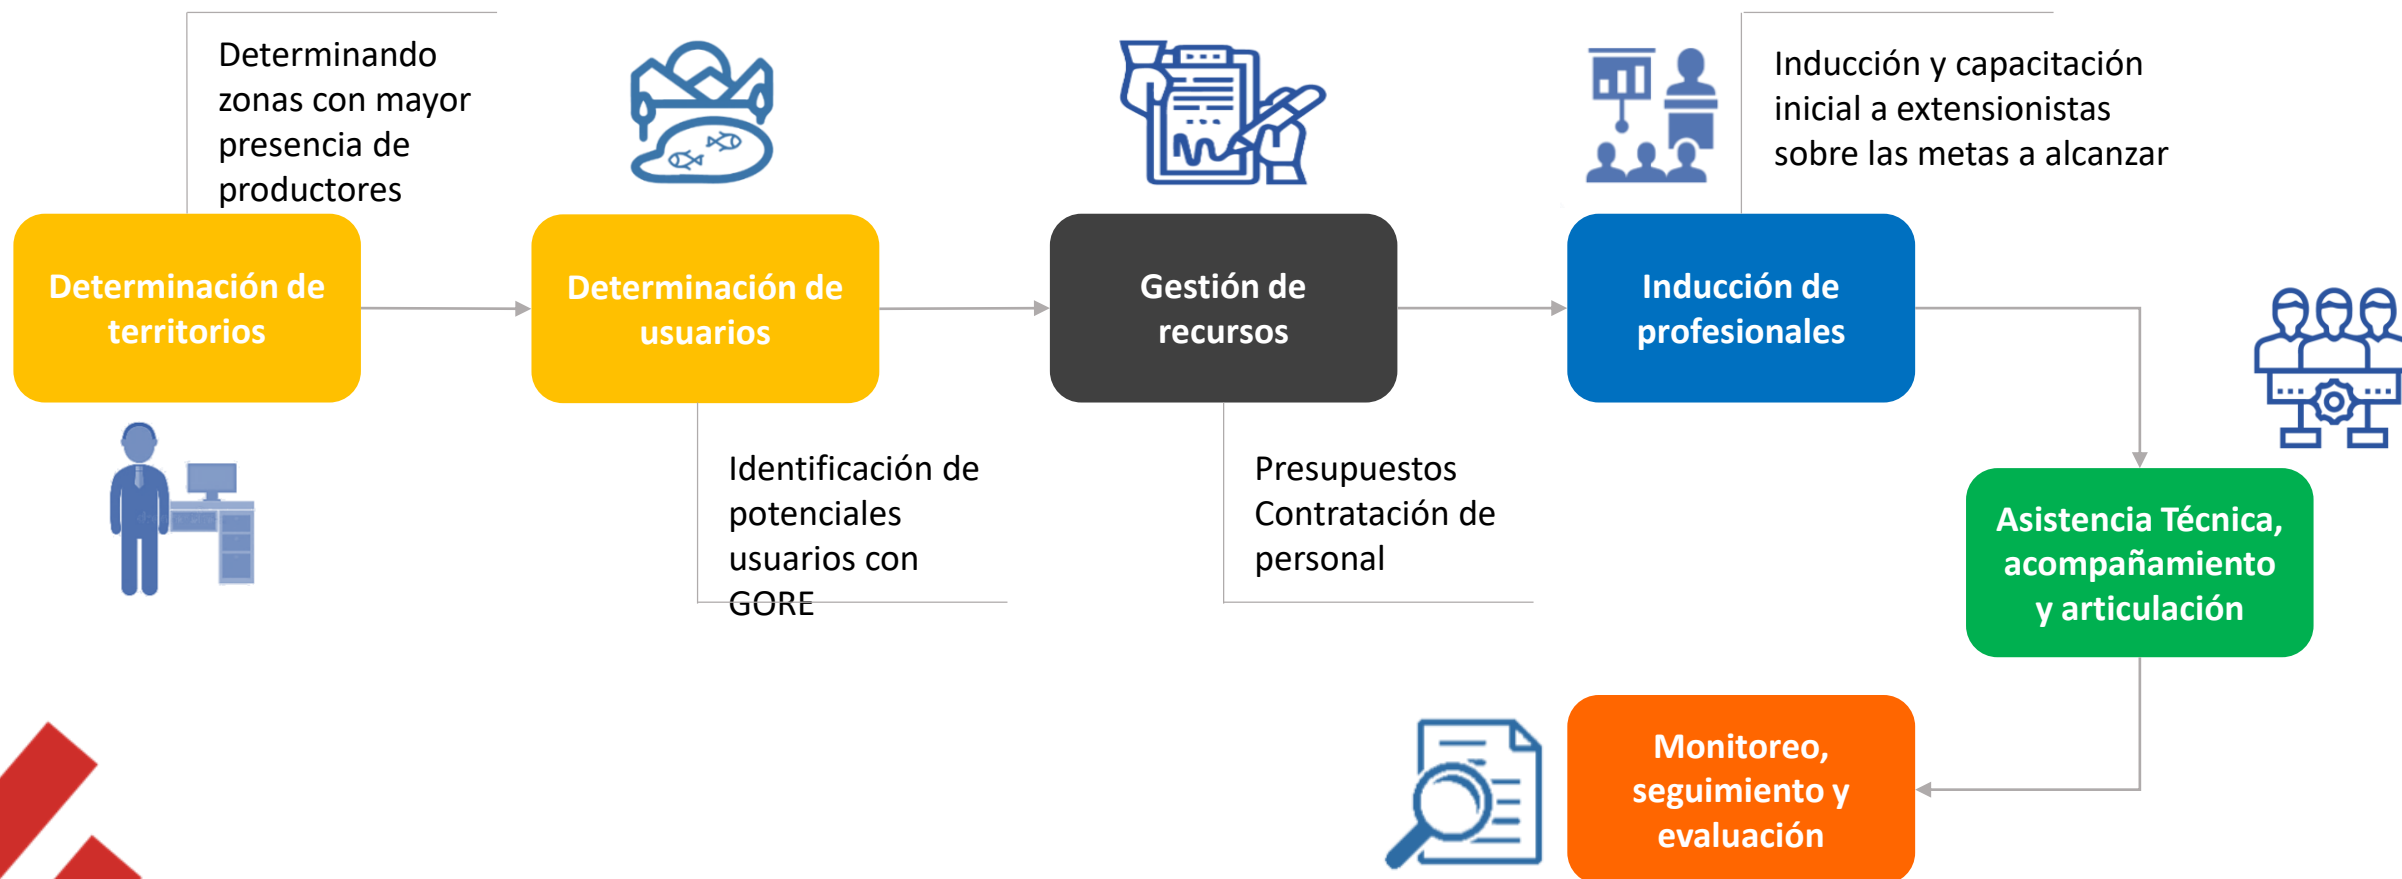 Determinando
zonas con mayor
presencia de
productores
Inducción y capacitación
inicial a extensionistas
sobre las metas a alcanzar
Determinación de
territorios
Determinación de
usuarios
Gestión de
recursos
Inducción de
profesionales
Identificación de
potenciales
usuarios con
GORE
Presupuestos
Contratación de
personal
Asistencia Técnica,
acompañamiento
y articulación
Monitoreo,
seguimiento y
evaluación